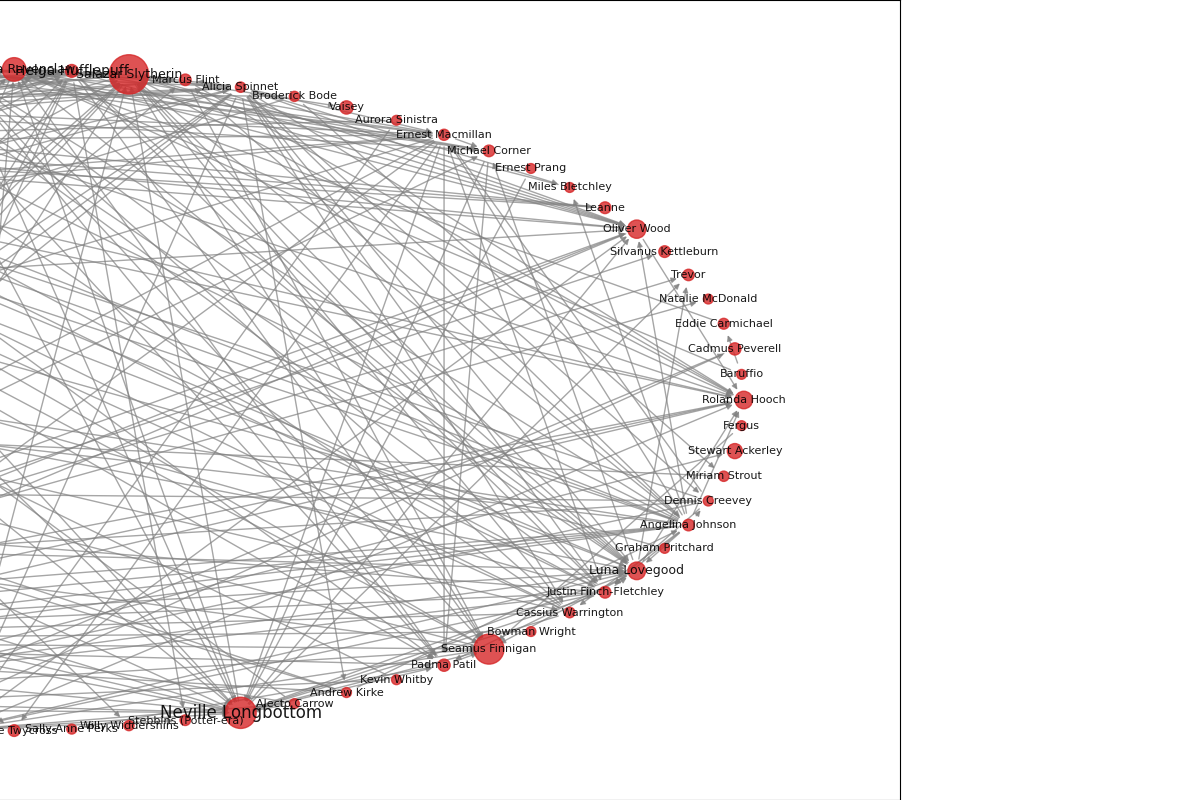 Ravenclaw
Helga Hufflepuff
Salazar Slytherin
Marcus Flint
Alicia Spinnet
Broderick Bode
Vaisey
Aurora Sinistra
Ernest Macmillan
Michael Corner
Ernest Prang
Miles Bletchley
Leanne
Oliver Wood
Silvanus Kettleburn
Trevor
Natalie McDonald
Eddie Carmichael
Cadmus Peverell
Baruffio
Rolanda Hooch
Fergus
Stewart Ackerley
Miriam Strout
Dennis Creevey
Angelina Johnson
Graham Pritchard
Luna Lovegood
Justin Finch-Fletchley
Cassius Warrington
Bowman Wright
Seamus Finnigan
Padma Patil
Kevin Whitby
Andrew Kirke
Alecto Carrow
Neville Longbottom
Stebbins (Potter-era)
Willy Widdershins
Sally-Anne Perks
Twycross